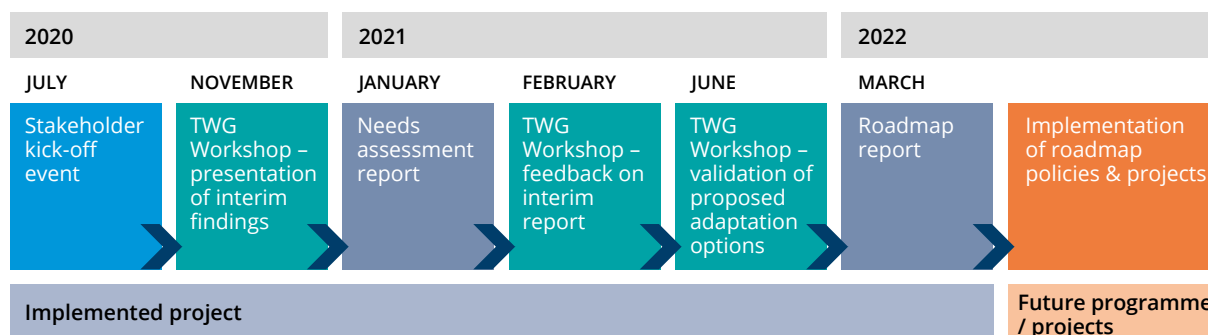 2020
2021
2022
JULY
NOVEMBER
JANUARY
FEBRUARY
JUNE
MARCH
Stakeholder
kick-off
event
TWG
Workshop –
presentation
of interim
findings
Needs
assessment
report
TWG
Workshop –
feedback on
interim
report
TWG
Workshop –
validation of
proposed
adaptation
options
Roadmap
report
Implementation
of roadmap
policies & projects
Implemented project
Future programme
/ projects